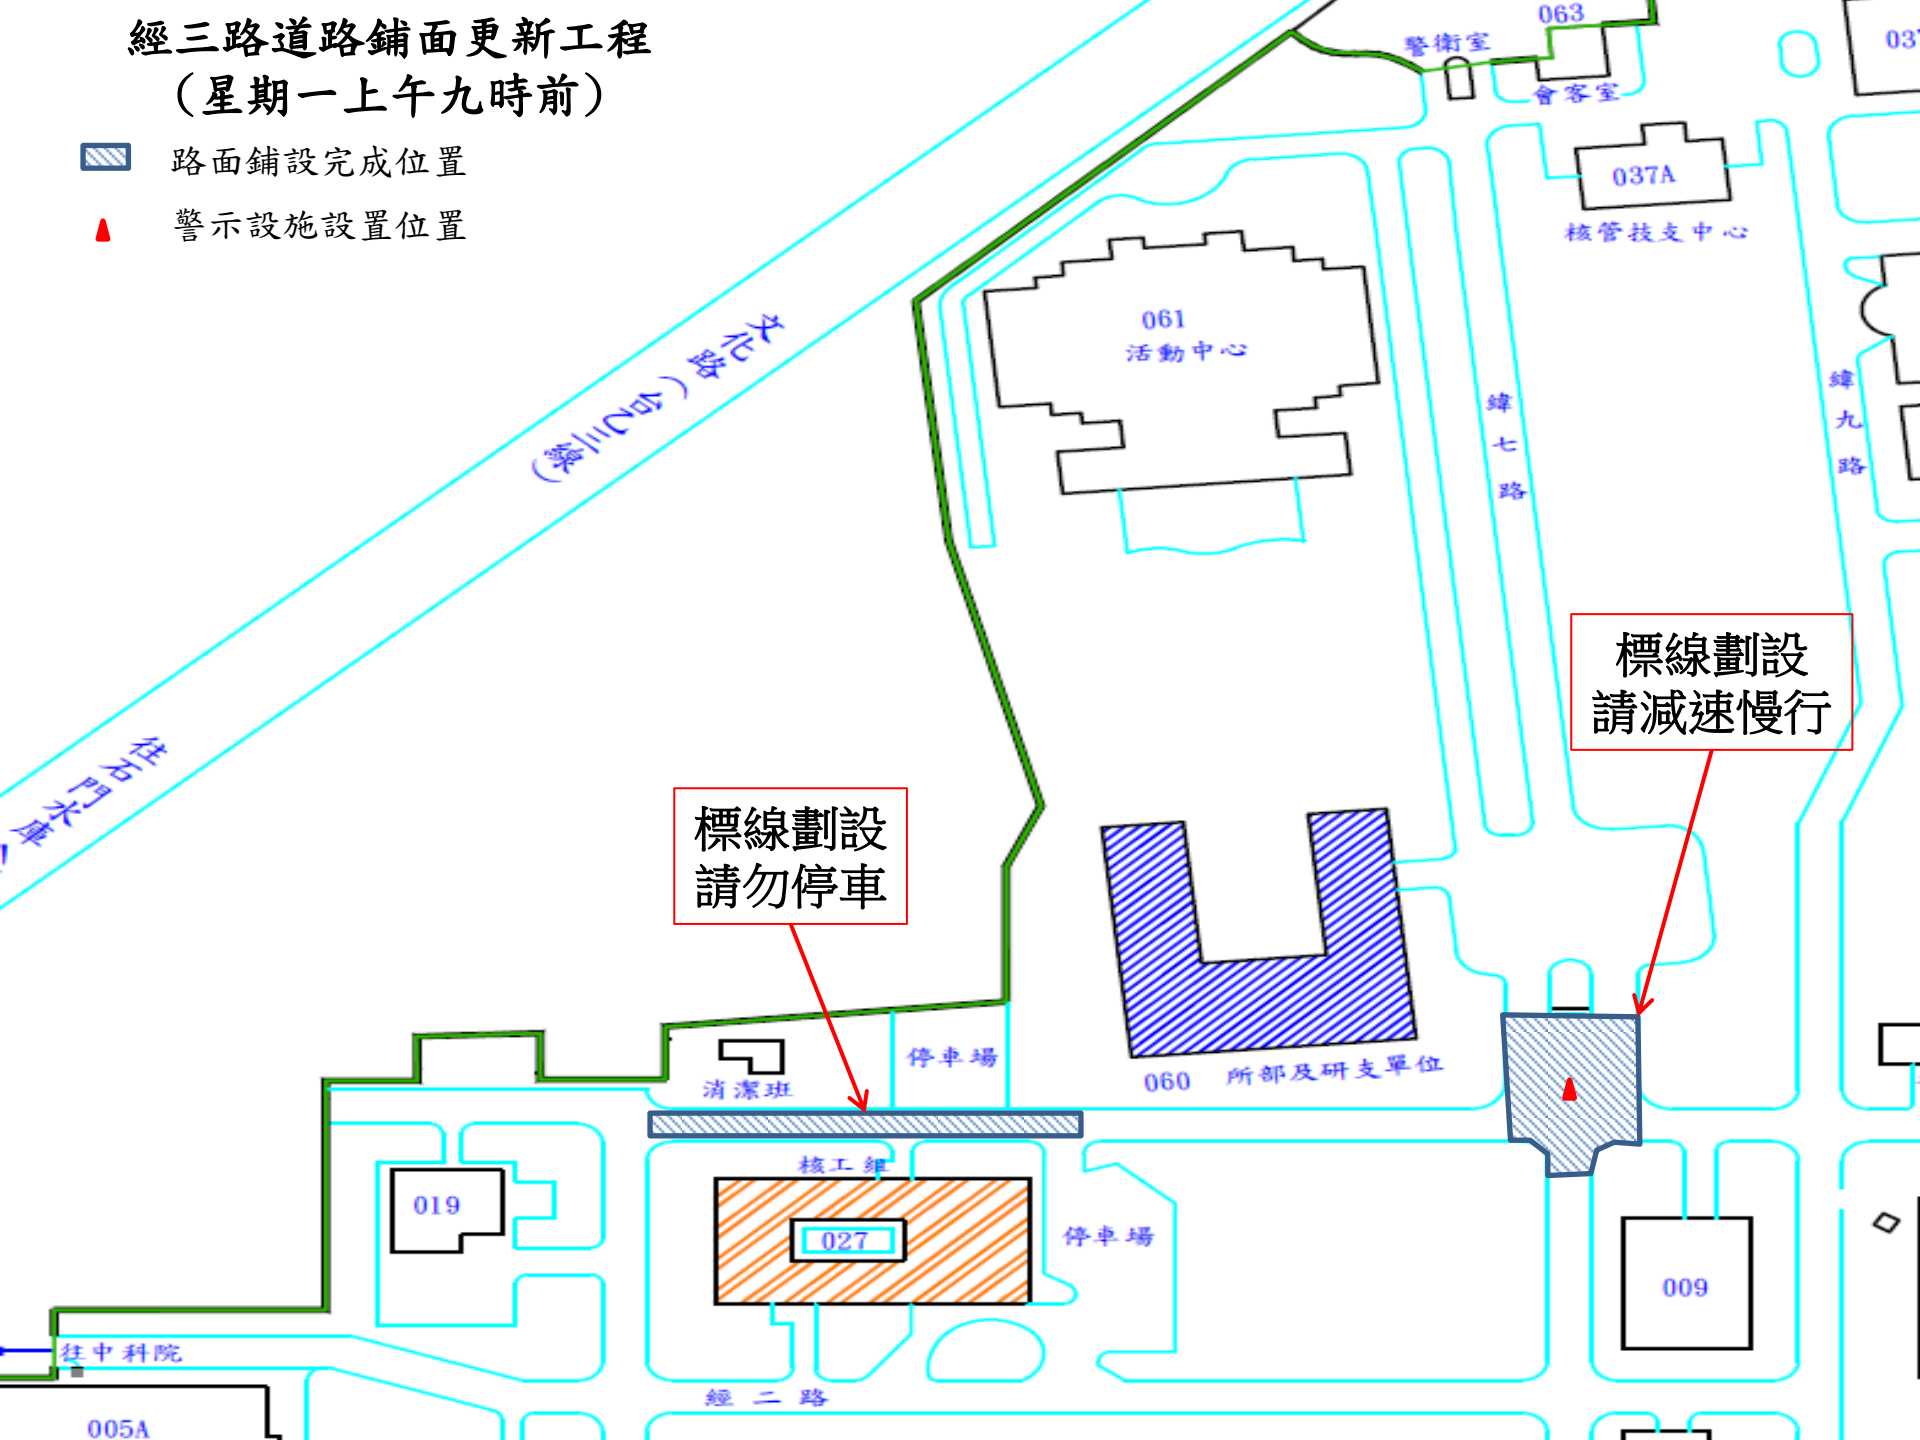 經三路道路鋪面更新工程
（星期一上午九時前）
路面鋪設完成位置
警示設施設置位置
063
警衛室
會客室
037A
核管技支中心
061
活動中心
文化路（台乙三線）
緯七路
緯九路
標線劃設
請減速慢行
往石門水庫
標線劃設
請勿停車
停車場
消潔班
060 所部及研支單位
核工組
019
027
停車場
009
往中科院
經二路
005A